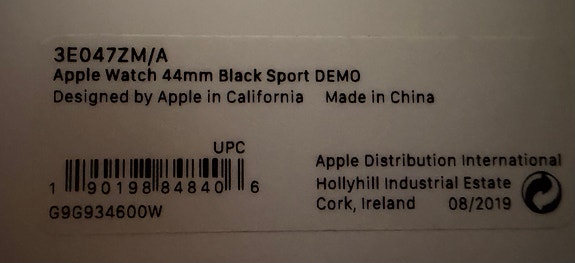 3E047ZM/A
Apple Watch 44mm Black Sport DEMO
Designed by Apple in California Made in China
UPC
1 90198 84840 6
G9G934600W
Apple Distribution International
Hollyhill Industrial Estate
Cork, Ireland 08/2019